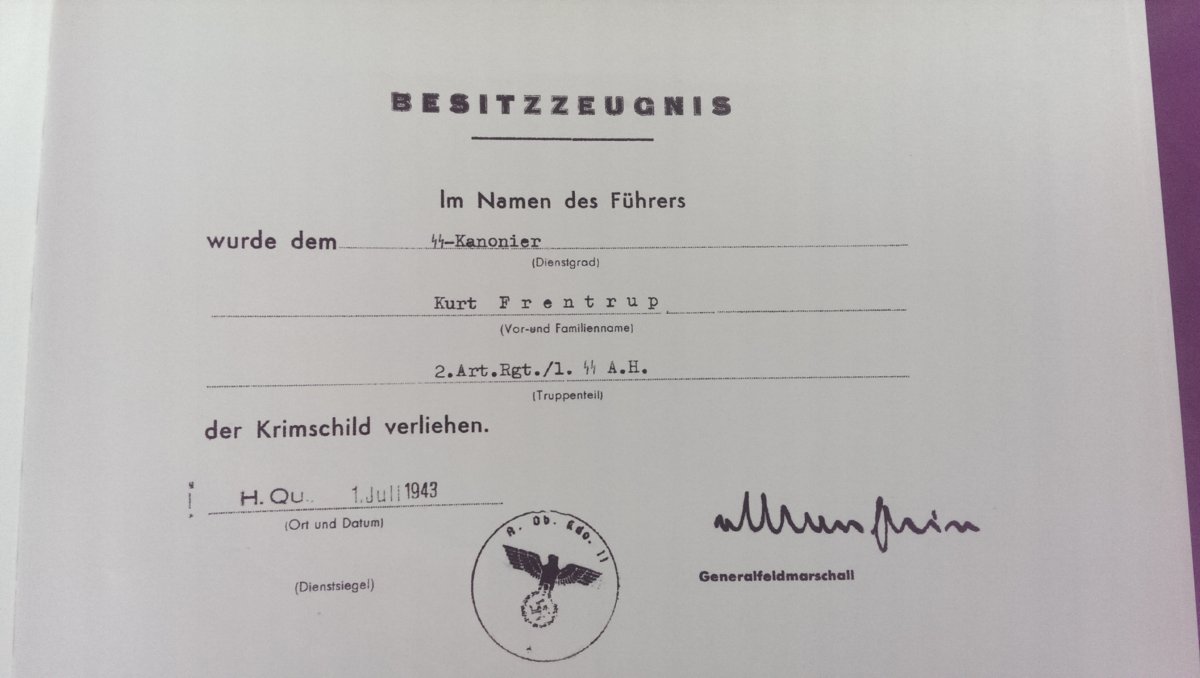 BESITZZEUGNIS
Im Namen des Führers
wurde dem ᛋᛋ-Kanonier
(Dienstgrad)
Kurt Frentrup
(Vor-und Familienname)
2.Art.Rgt./1. ᛋᛋ A.H.
(Truppenteil)
der Krimschild verliehen.
H. Qu.. 1. Juli 1943
(Ort und Datum)
(Dienstsiegel)
A. Ob. Kdo. 11
Generalfeldmarschall